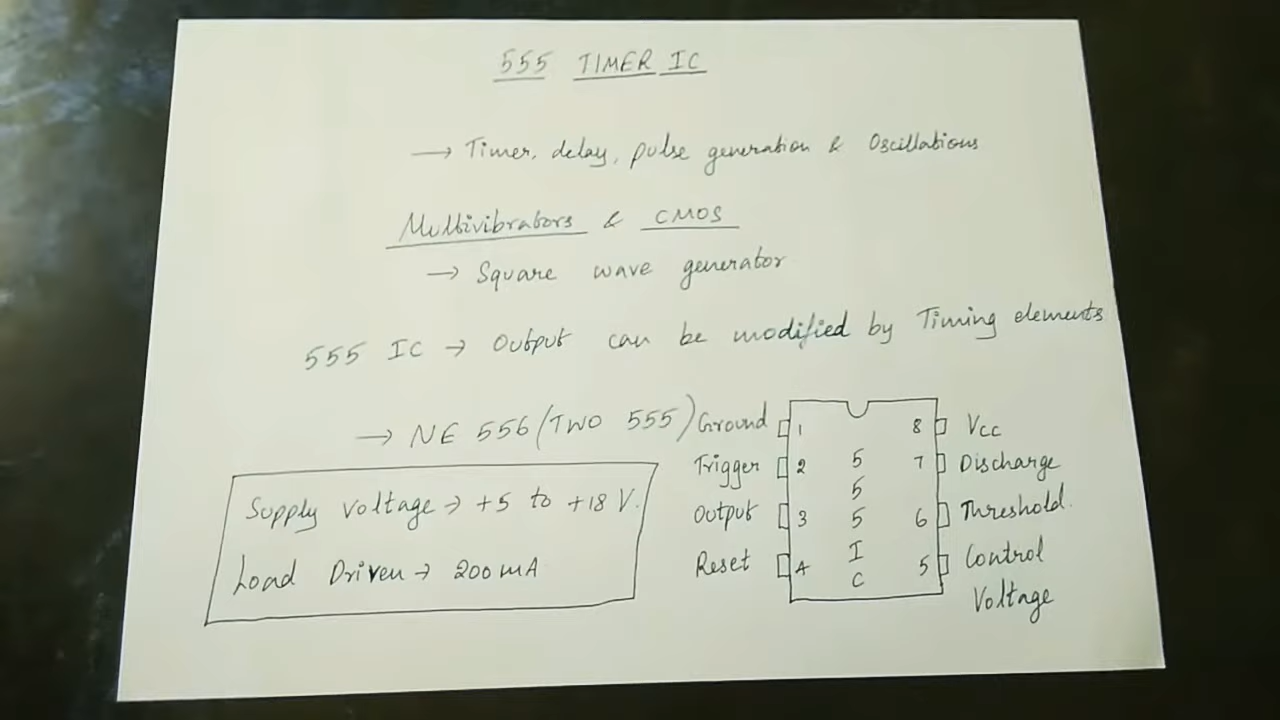 555 TIMER IC
→ Timer, delay, pulse generation & Oscillations
Multivibrators & CMOS
→ Square wave generator
555 IC → Output can be modified by Timing elements
→ NE 556 (TWO 555)
Supply Voltage → +5 to +18 V.
Load Driven → 200 mA
Ground 1 8 Vcc
Trigger 2 5 7 Discharge
5
Output 3 5 6 Threshold.
Reset 4 I 5 Control
C Voltage